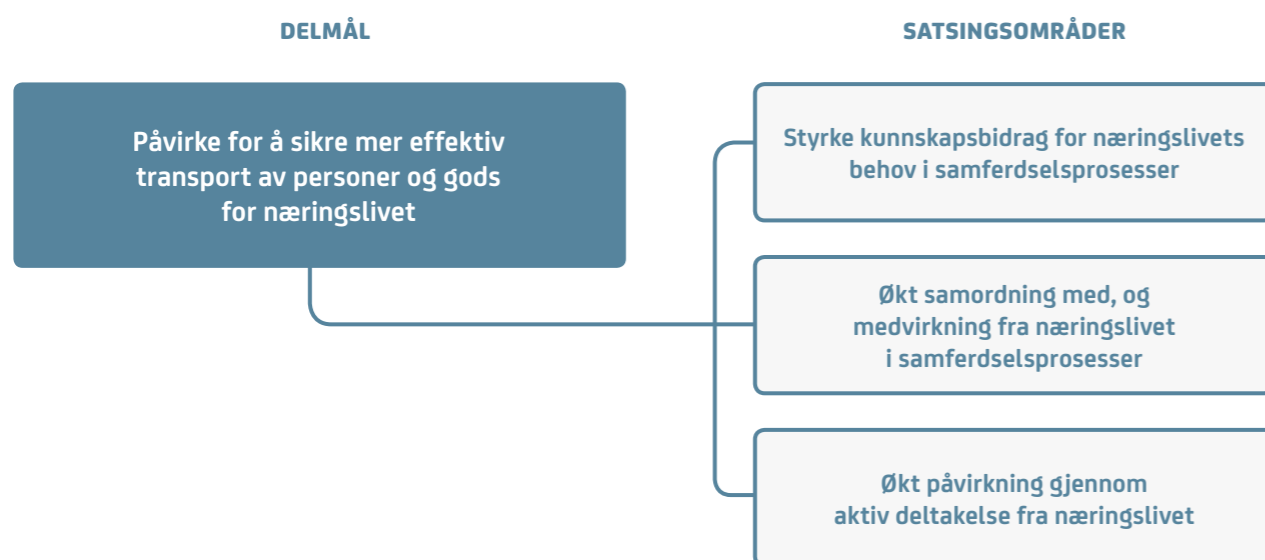 DELMÅL
SATSINGSOMRÅDER
Påvirke for å sikre mer effektiv
transport av personer og gods
for næringslivet
Styrke kunnskapsbidrag for næringslivets
behov i samferdselsprosesser
Økt samordning med, og
medvirkning fra næringslivet
i samferdselsprosesser
Økt påvirkning gjennom
aktiv deltakelse fra næringslivet